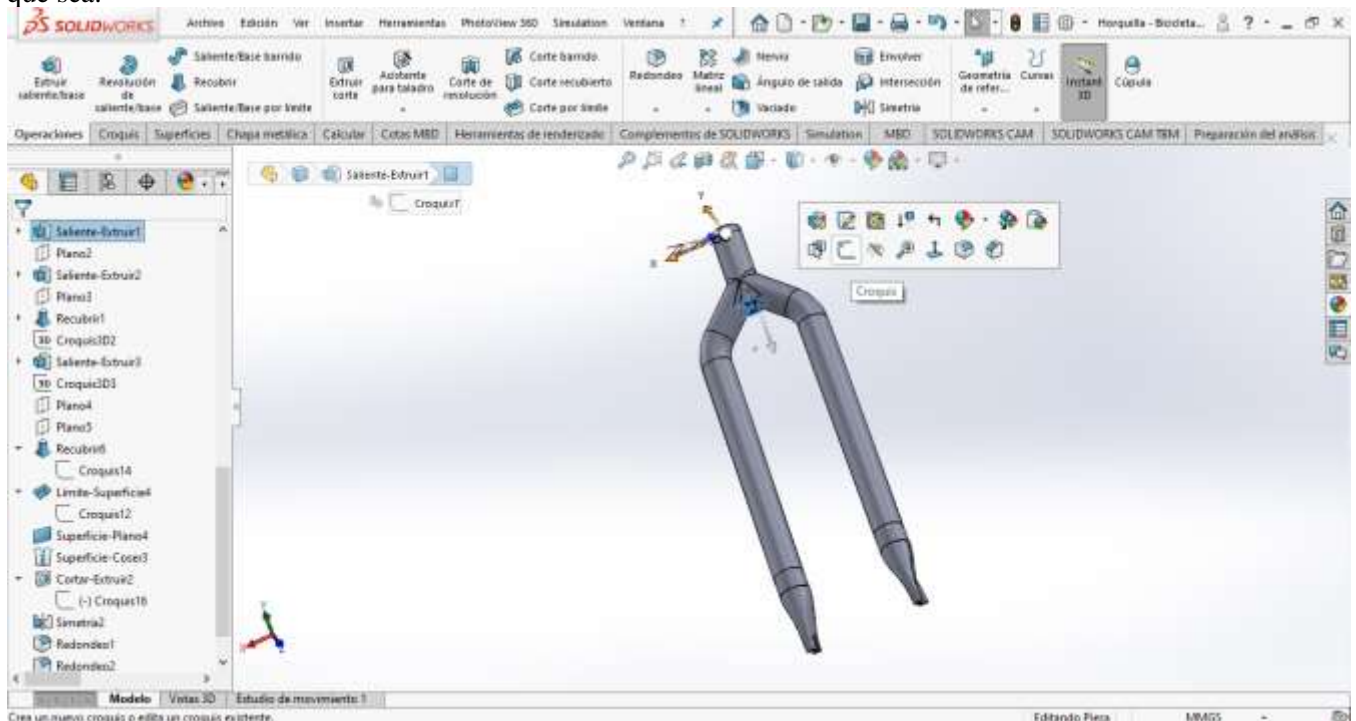 que sea.
SOLIDWORKS Archivo Edición Ver Insertar Herramientas PhotoView 360 Simulation Ventana ? Horquilla - Bicicleta...
Extruir saliente/base
Revolución de saliente/base
Saliente/Base barrido
Recubrir
Saliente/Base por límite
Extruir corte
Asistente para taladro
Corte de revolución
Corte barrido
Corte recubierto
Corte por límite
Redondeo
Matriz lineal
Nervio
Ángulo de salida
Vaciado
Envolver
Intersección
Simetría
Geometría de refer...
Curvas
Instant 3D
Cúpula
Operaciones Croquis Superficies Chapa metálica Calcular Cotas MBD Herramientas de renderizado Complementos de SOLIDWORKS Simulation MBD SOLIDWORKS CAM SOLIDWORKS CAM TBM Preparación del análisis
Saliente-Extruir1
Croquis7
Saliente-Extruir1
Plano2
Saliente-Extruir2
Plano3
Recubrir1
3D Croquis3D2
Saliente-Extruir3
3D Croquis3D3
Plano4
Plano5
Recubrir6
Croquis14
Límite-Superficie4
Croquis12
Superficie-Plano4
Superficie-Coser3
Cortar-Extruir2
(-) Croquis16
Simetría2
Redondeo1
Redondeo2
Croquis
Modelo Vistas 3D Estudio de movimiento 1
Crea un nuevo croquis o edita un croquis existente.
Editando Pieza MMGS